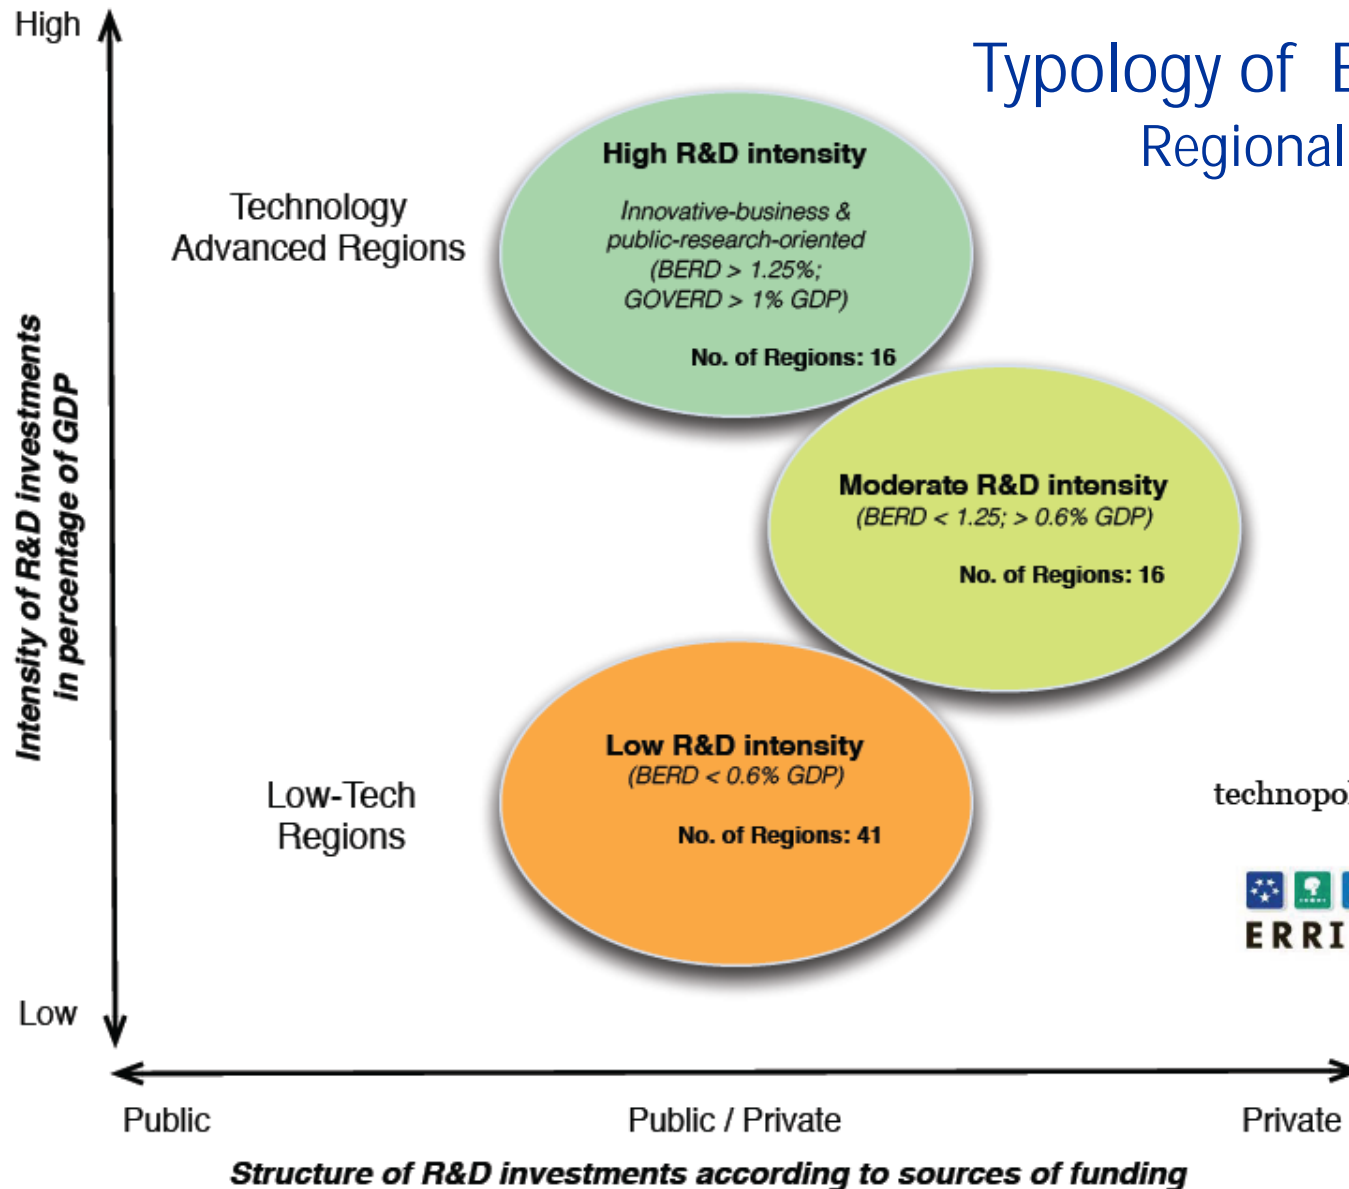 High
Typology of E
Regional
High R&D intensity
Innovative-business &
public-research-oriented
(BERD > 1.25%;
GOVERD > 1% GDP)
No. of Regions: 16
Technology
Advanced Regions
Intensity of R&D investments
in percentage of GDP
Moderate R&D intensity
(BERD < 1.25; > 0.6% GDP)
No. of Regions: 16
Low R&D intensity
(BERD < 0.6% GDP)
No. of Regions: 41
Low-Tech
Regions
technopol
ERRI
Low
Public
Public / Private
Private
Structure of R&D investments according to sources of funding